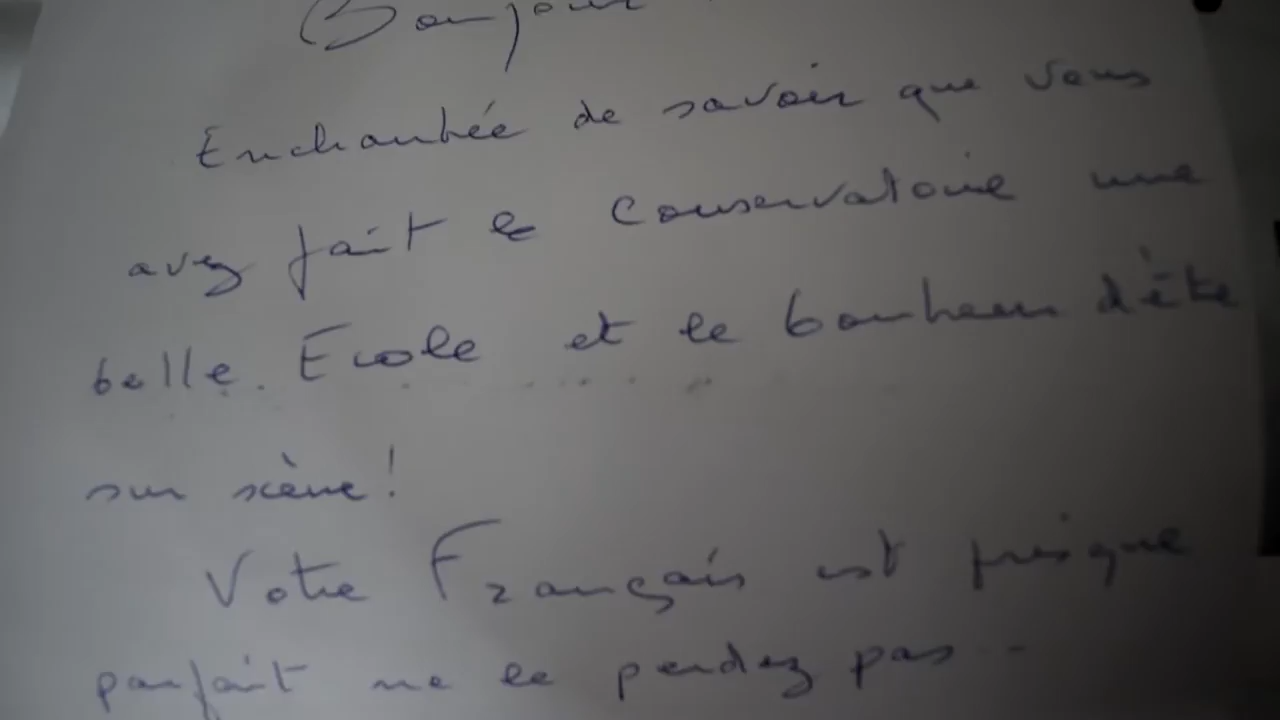 Bonjour
Enchantée de savoir que vous
avez fait le Conservatoire une
belle. Ecole et le bonheur d'être
sur scène!
Votre Français est presque
parfait ne le perdez pas...